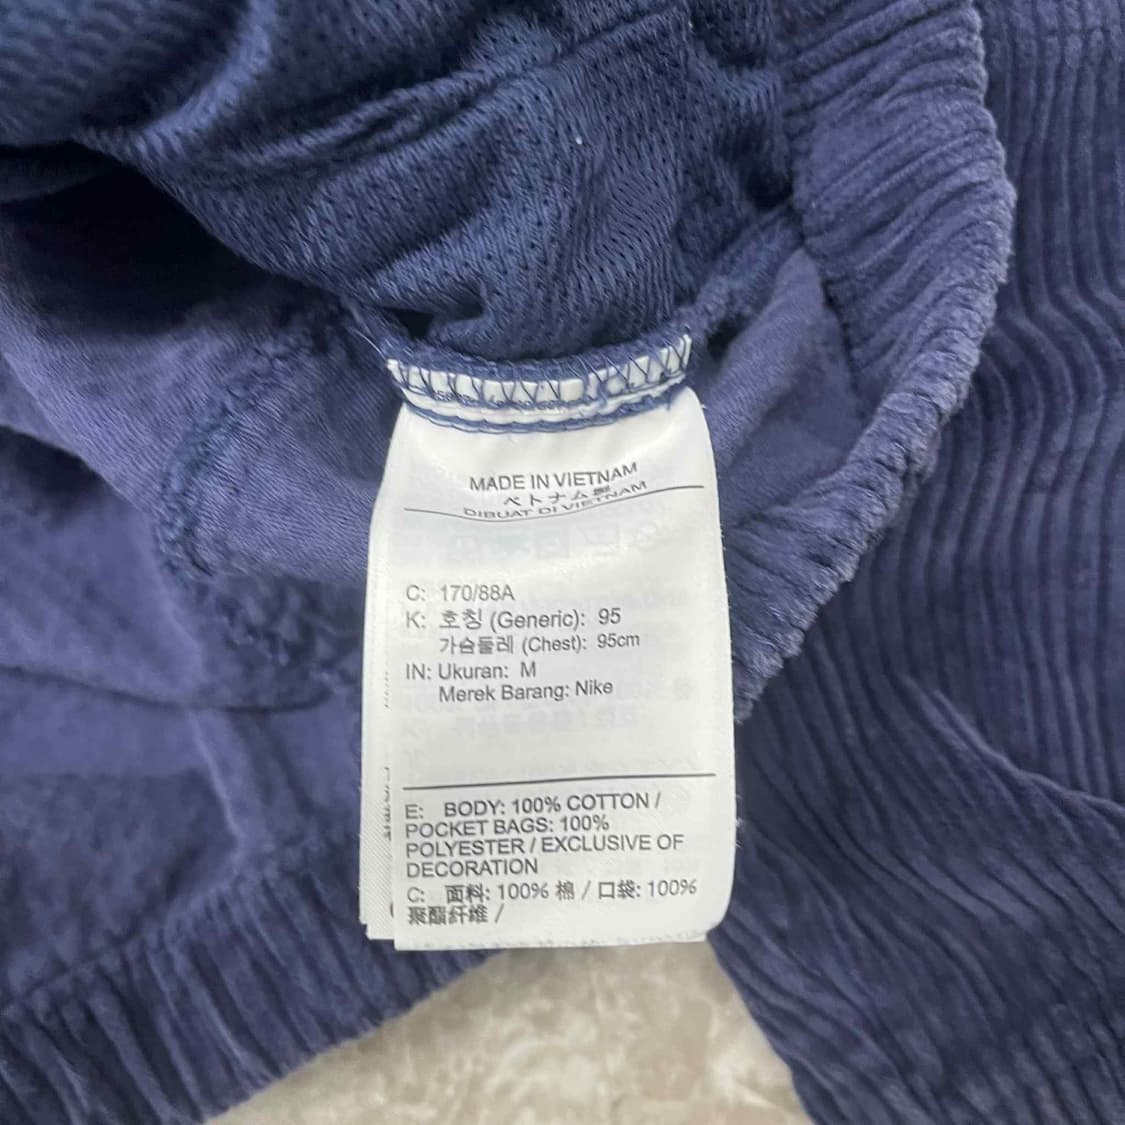 MADE IN VIETNAM
ベトナム製
DIBUAT DI VIETNAM
C: 170/88A
K: 호칭 (Generic): 95
가슴둘레 (Chest): 95cm
IN: Ukuran: M
Merek Barang: Nike
E: BODY: 100% COTTON /
POCKET BAGS: 100%
POLYESTER / EXCLUSIVE OF
DECORATION
C: 面料: 100% 棉 / 口袋: 100%
聚酯纤维 /